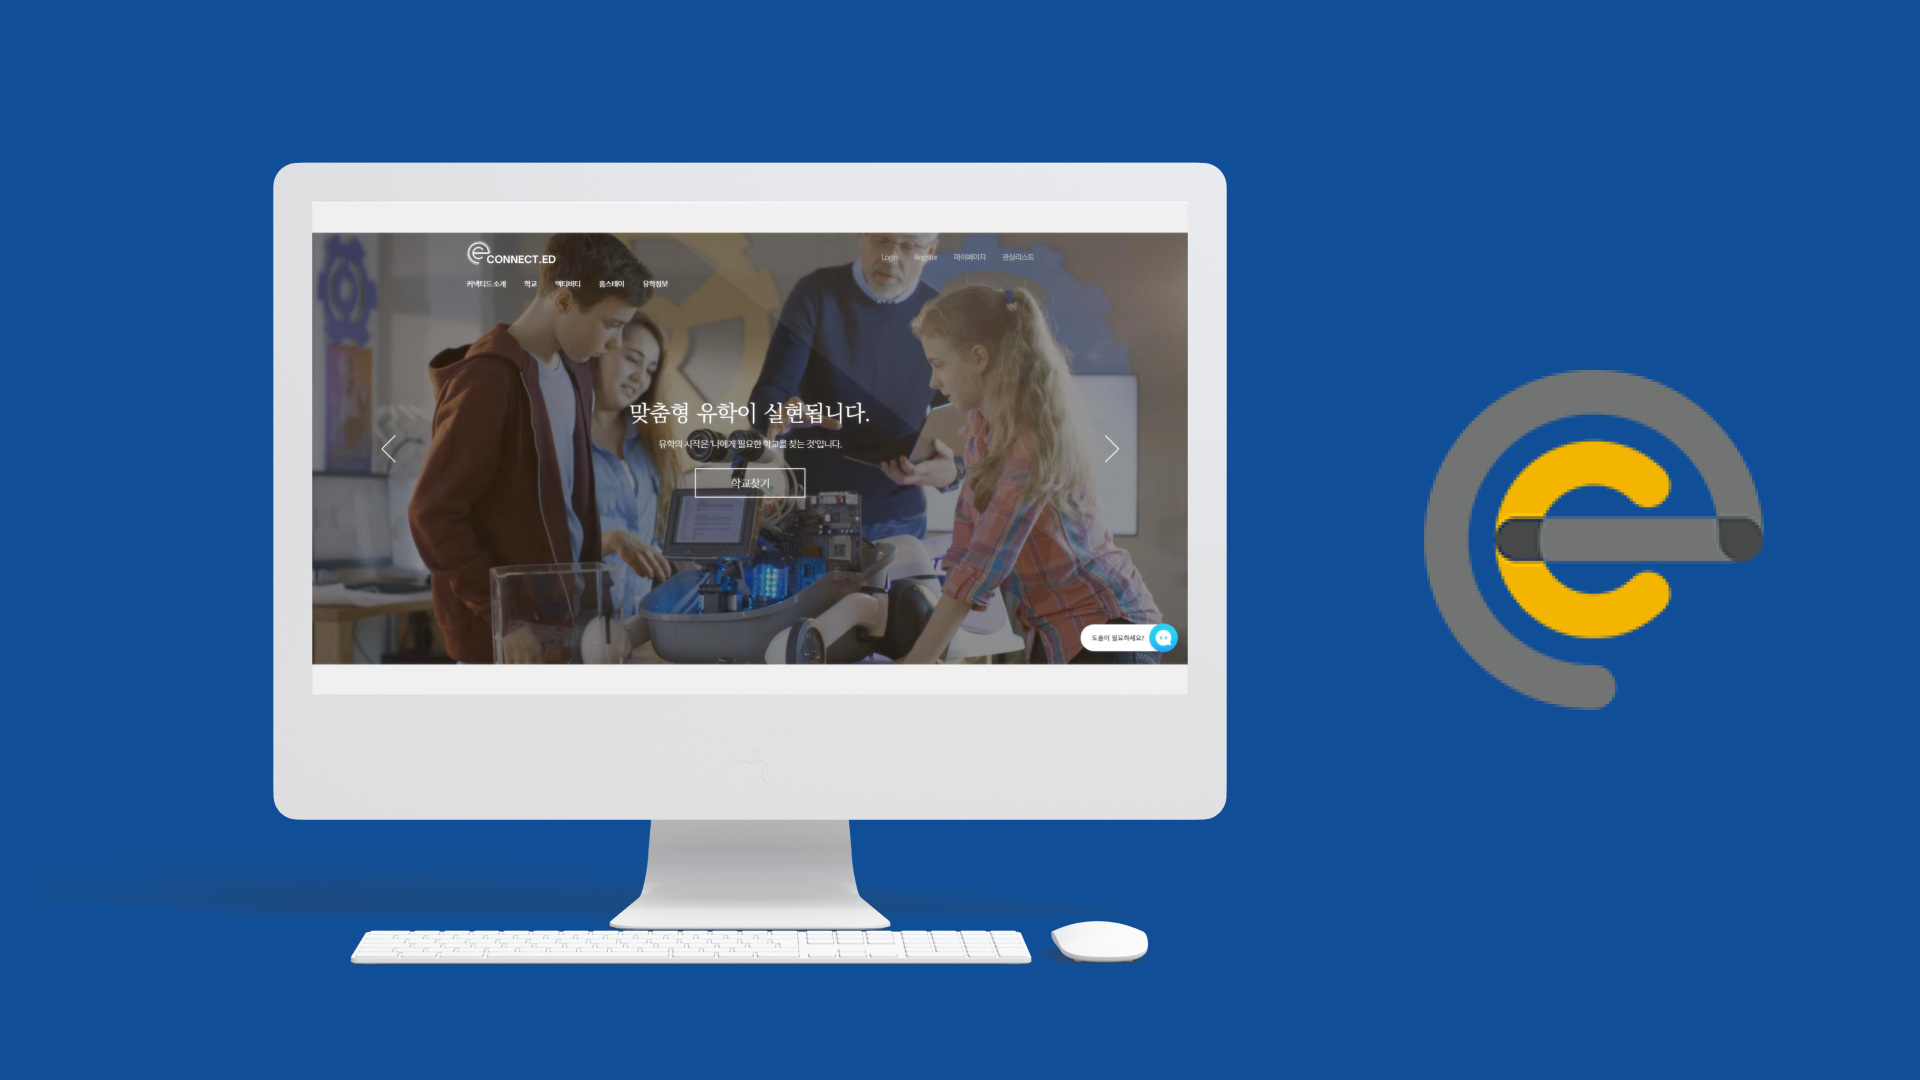 CONNECT.ED
Login Register 마이페이지 관심리스트
커넥티드 소개 학교 액티비티 홈스테이 유학정보
맞춤형 유학이 실현됩니다.
유학의 시작은 '나에게 필요한 학교를 찾는 것'입니다.
학교찾기
도움이 필요하세요?